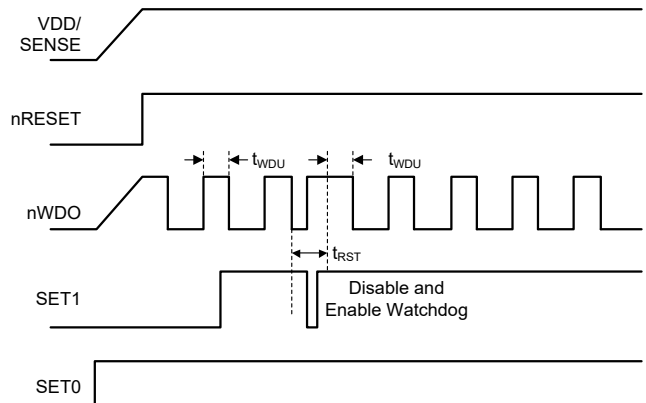 VDD/
SENSE
nRESET
tWDU
tWDU
nWDO
tRST
SET1
Disable and
Enable Watchdog
SET0